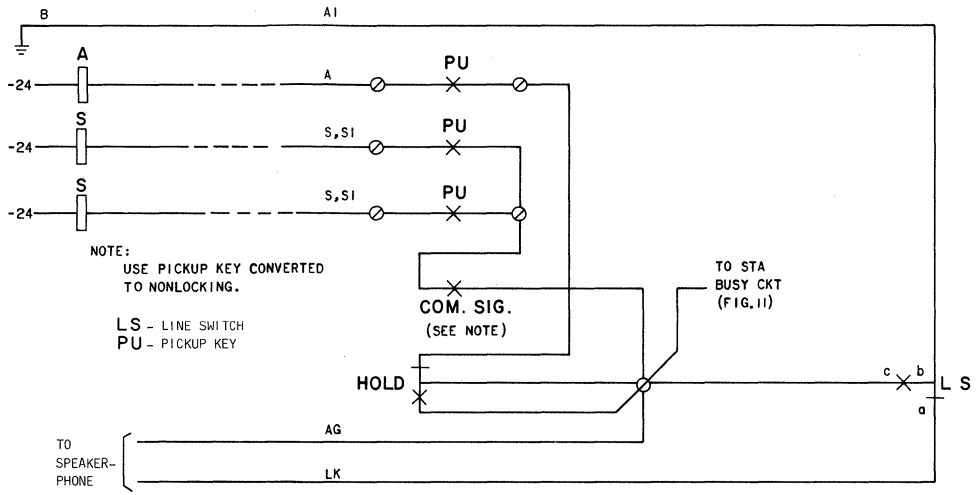 B A1
A PU
-24 A
S PU
-24 S,S1
S PU
-24 S,S1
NOTE:
USE PICKUP KEY CONVERTED
TO NONLOCKING.
LS - LINE SWITCH
PU - PICKUP KEY
COM. SIG.
(SEE NOTE)
TO STA
BUSY CKT
(FIG.11)
HOLD
c b
L S
a
AG
TO
SPEAKER-
PHONE
LK